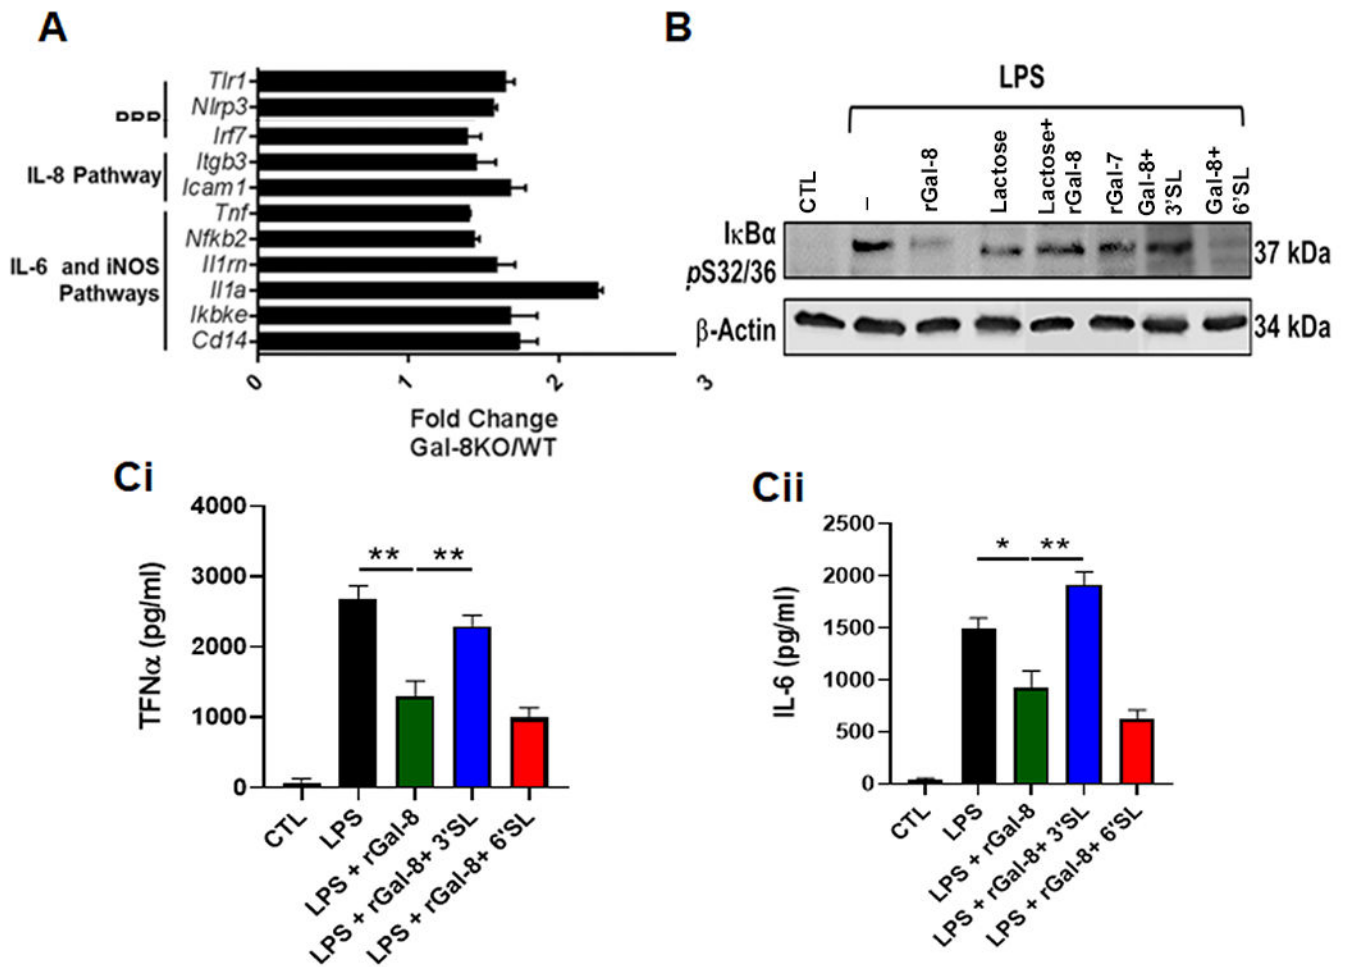 A
Tlr1
Nlrp3
Irf7
IL-8 Pathway
Itgb3
Icam1
Tnf
Nfkb2
IL-6 and iNOS
Pathways
Il1rn
Il1a
Ikbke
Cd14
0 1 2 3
Fold Change
Gal-8KO/WT
B
LPS
CTL
–
rGal-8
Lactose
Lactose+
rGal-8
rGal-7
Gal-8+
3'SL
Gal-8+
6'SL
IκBα
pS32/36
37 kDa
β-Actin
34 kDa
Ci
TFNα (pg/ml)
4000
3000
2000
1000
0
** **
CTL
LPS
LPS + rGal-8
LPS + rGal-8+ 3'SL
LPS + rGal-8+ 6'SL
Cii
IL-6 (pg/ml)
2500
2000
1500
1000
500
0
* **
CTL
LPS
LPS + rGal-8
LPS + rGal-8+ 3'SL
LPS + rGal-8+ 6'SL